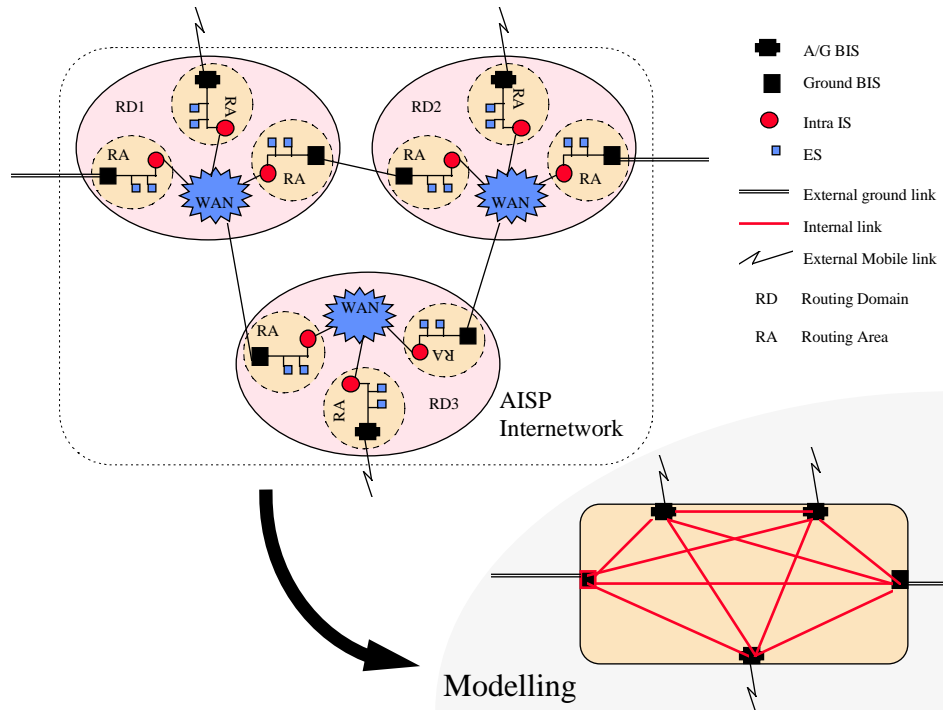 RD1
RA
RA
RA
WAN
RD2
RA
RA
RA
WAN
WAN
RA
RA
RA
RD3
AISP
Internetwork
A/G BIS
Ground BIS
Intra IS
ES
External ground link
Internal link
External Mobile link
RD Routing Domain
RA Routing Area
Modelling